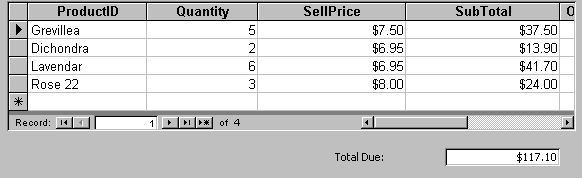 ProductID Quantity SellPrice SubTotal O
Grevillea 5 $7.50 $37.50
Dichondra 2 $6.95 $13.90
Lavendar 6 $6.95 $41.70
Rose 22 3 $8.00 $24.00
Record: 1 of 4
Total Due: $117.10